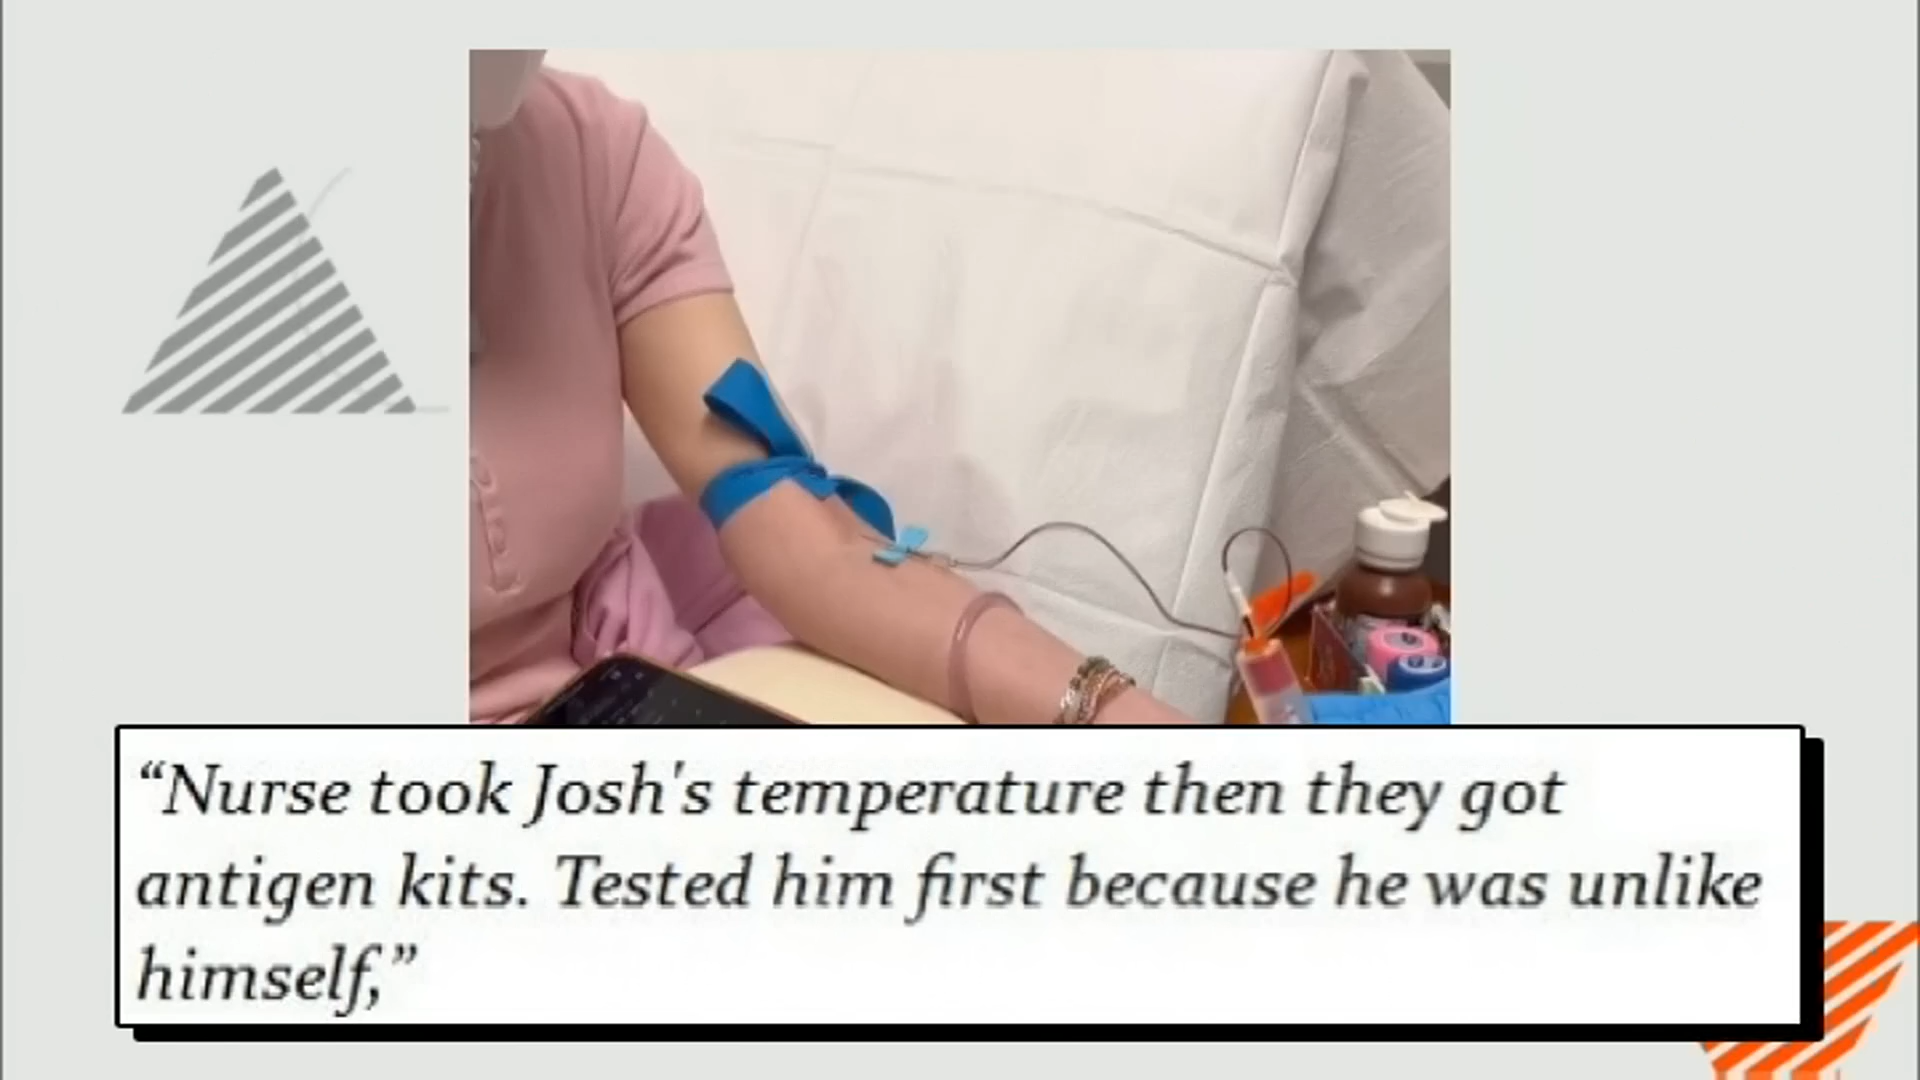 “Nurse took Josh's temperature then they got
antigen kits. Tested him first because he was unlike
himself,”